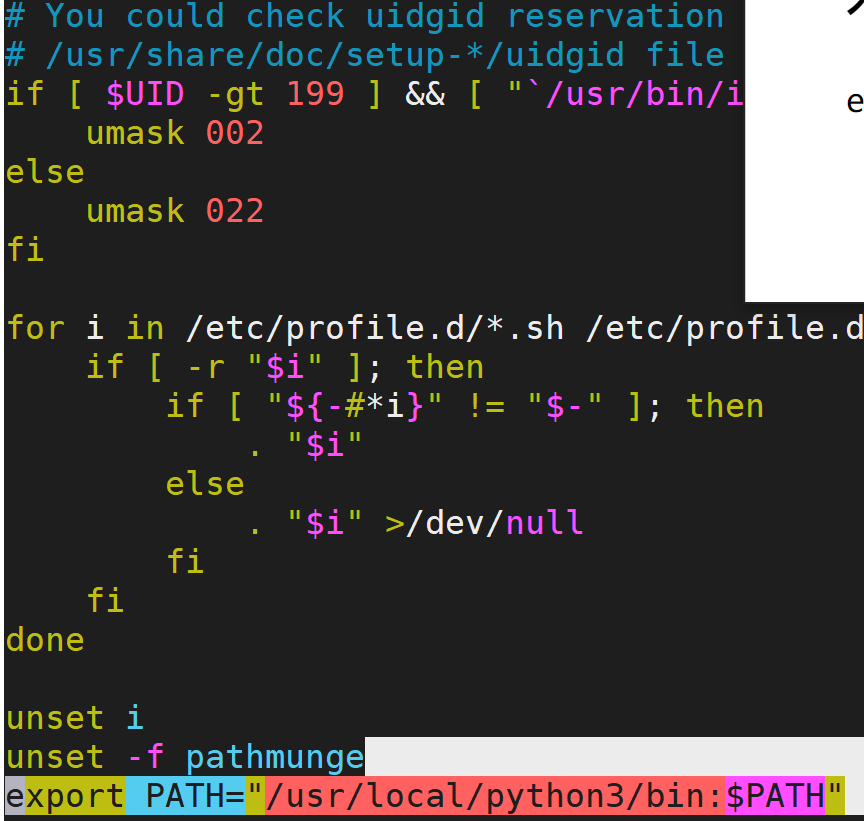 # You could check uidgid reservation
# /usr/share/doc/setup-*/uidgid file
if [ $UID -gt 199 ] && [ "`/usr/bin/i
    umask 002
else
    umask 022
fi

for i in /etc/profile.d/*.sh /etc/profile.d
    if [ -r "$i" ]; then
        if [ "${-#*i}" != "$-" ]; then
            . "$i"
        else
            . "$i" >/dev/null
        fi
    fi
done

unset i
unset -f pathmunge
export PATH="/usr/local/python3/bin:$PATH"